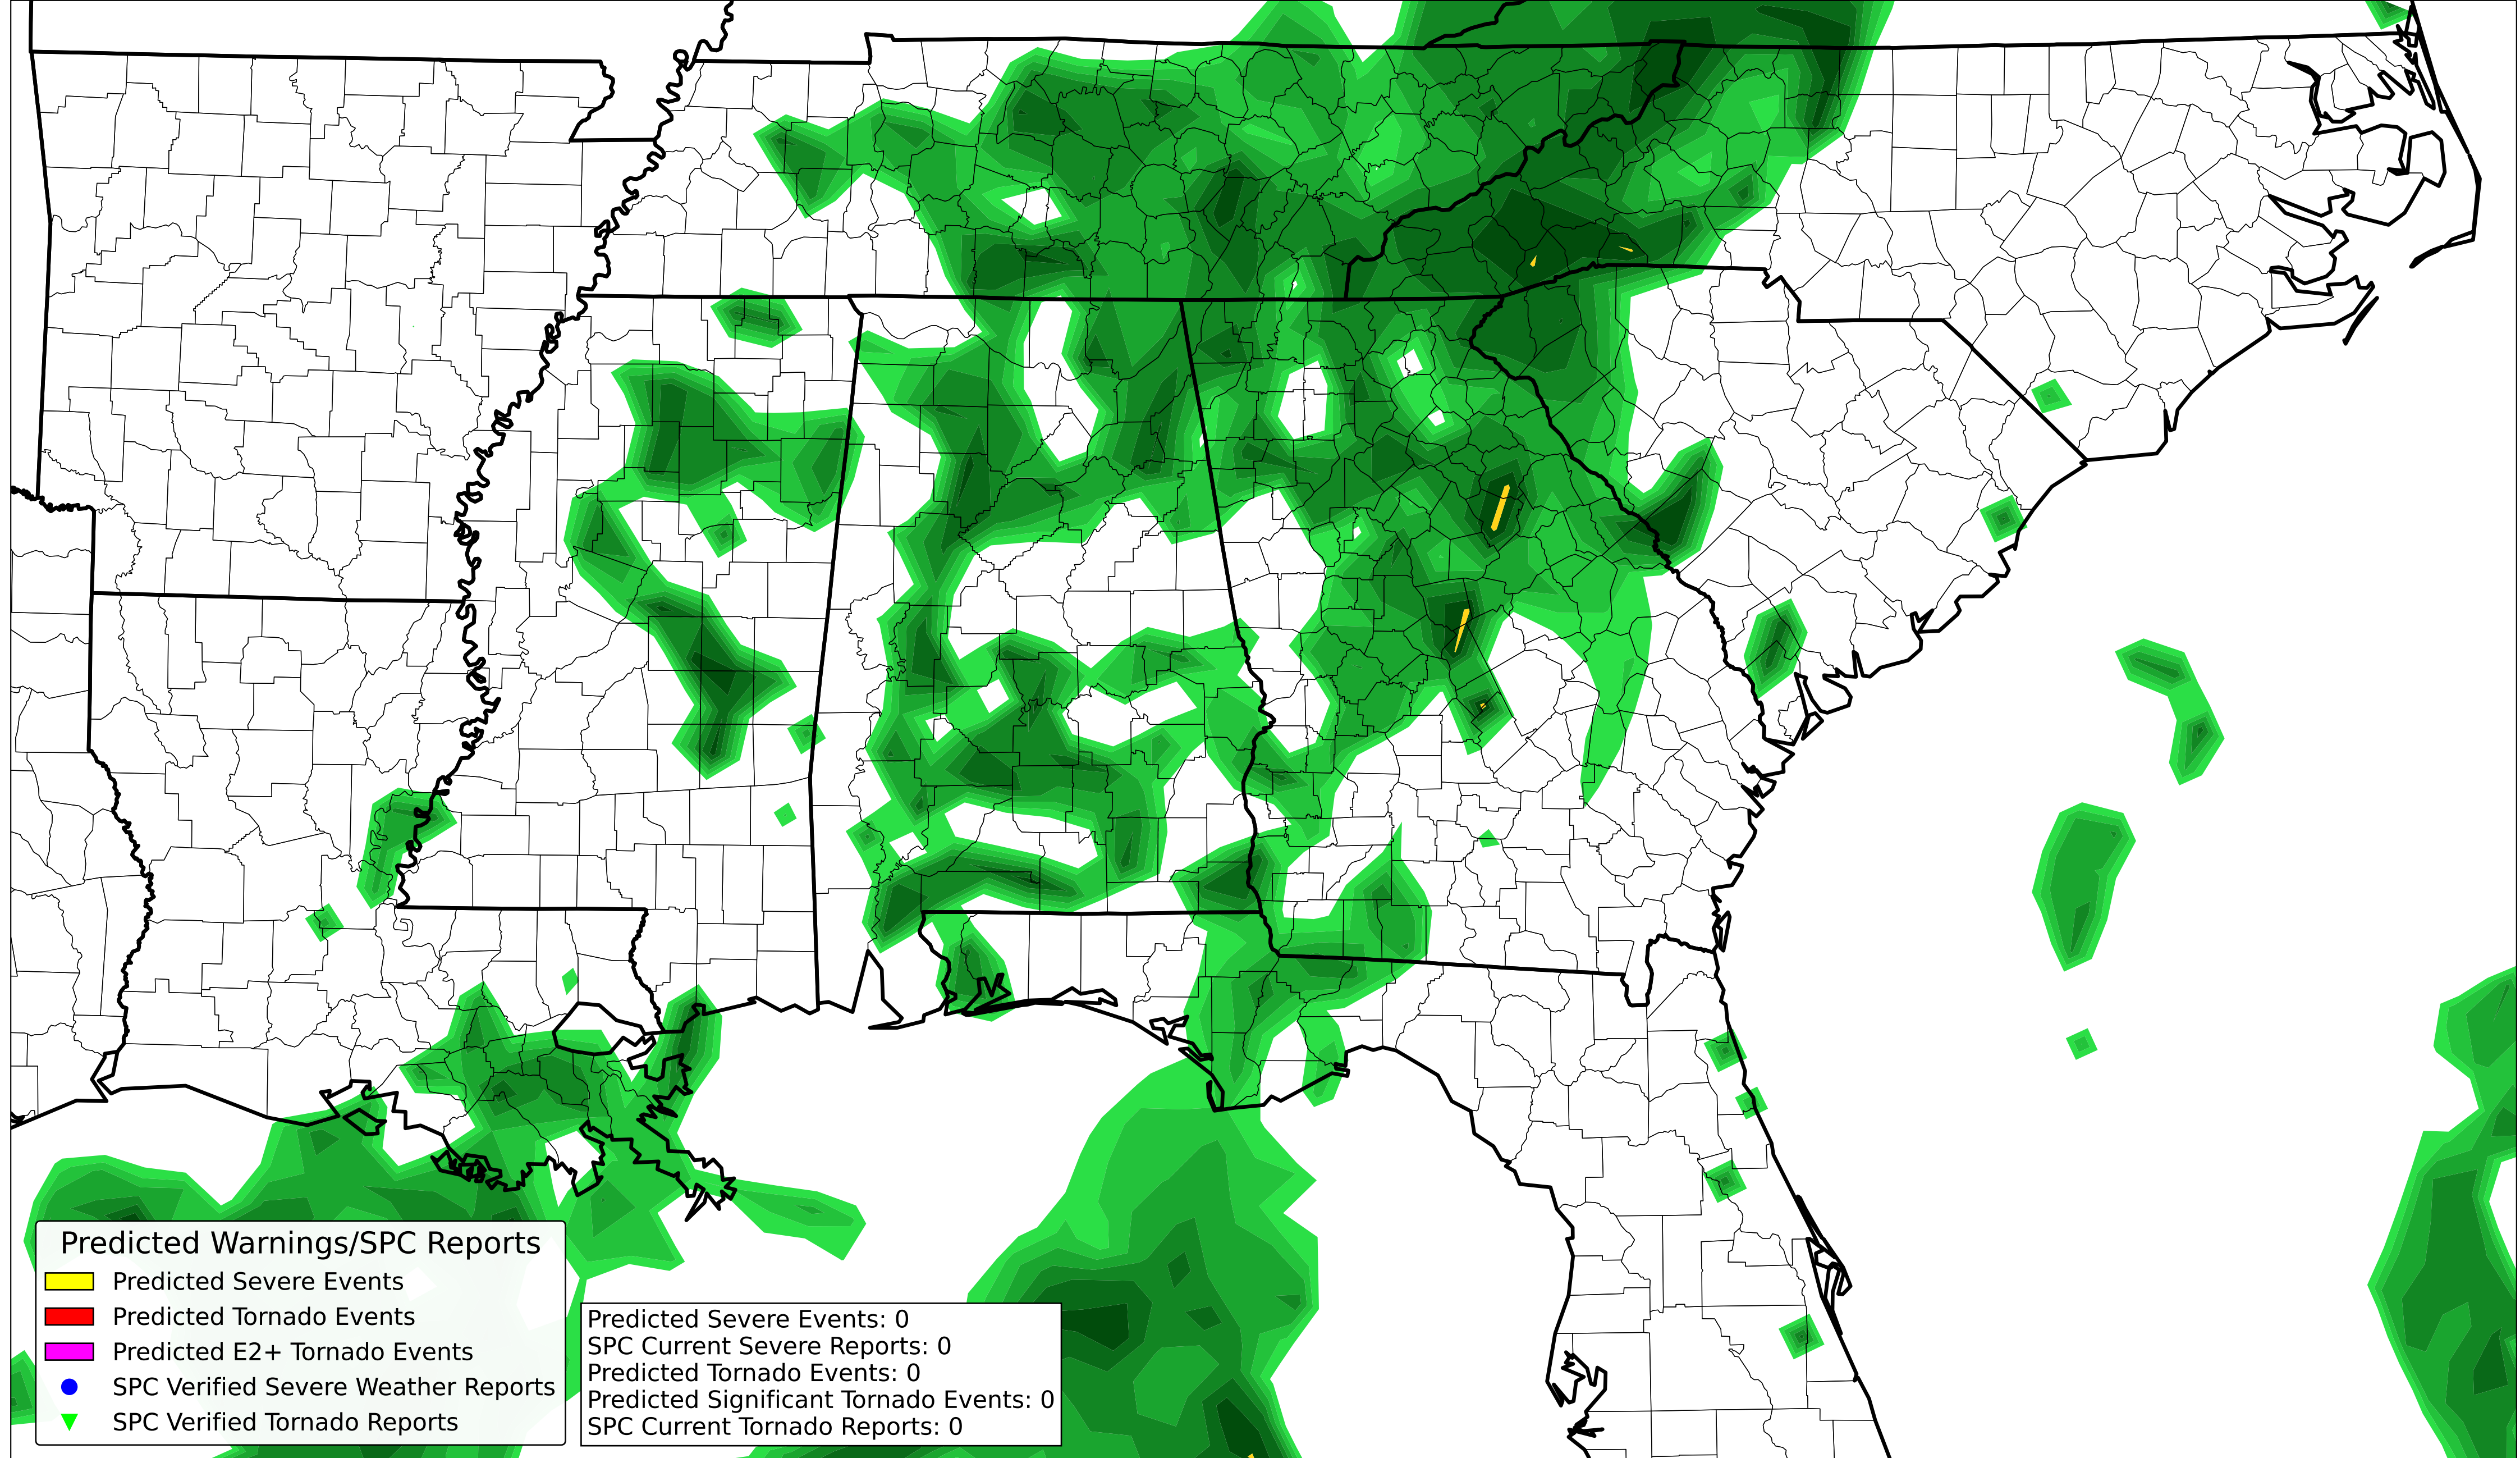 Predicted Warnings/SPC Reports
Predicted Severe Events
Predicted Tornado Events
Predicted E2+ Tornado Events
SPC Verified Severe Weather Reports
SPC Verified Tornado Reports
Predicted Severe Events: 0
SPC Current Severe Reports: 0
Predicted Tornado Events: 0
Predicted Significant Tornado Events: 0
SPC Current Tornado Reports: 0